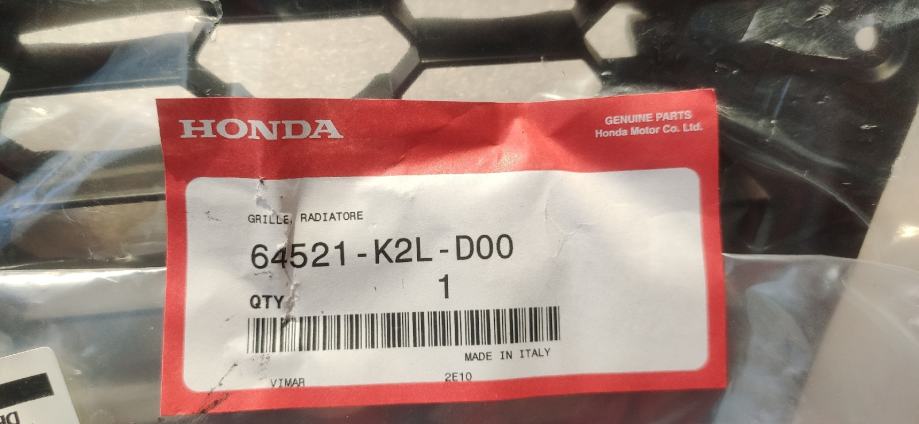 HONDA
GENUINE PARTS
Honda Motor Co. Ltd.
GRILLE, RADIATORE
64521-K2L-D00
QTY 1
MADE IN ITALY
VIMAR 2E10